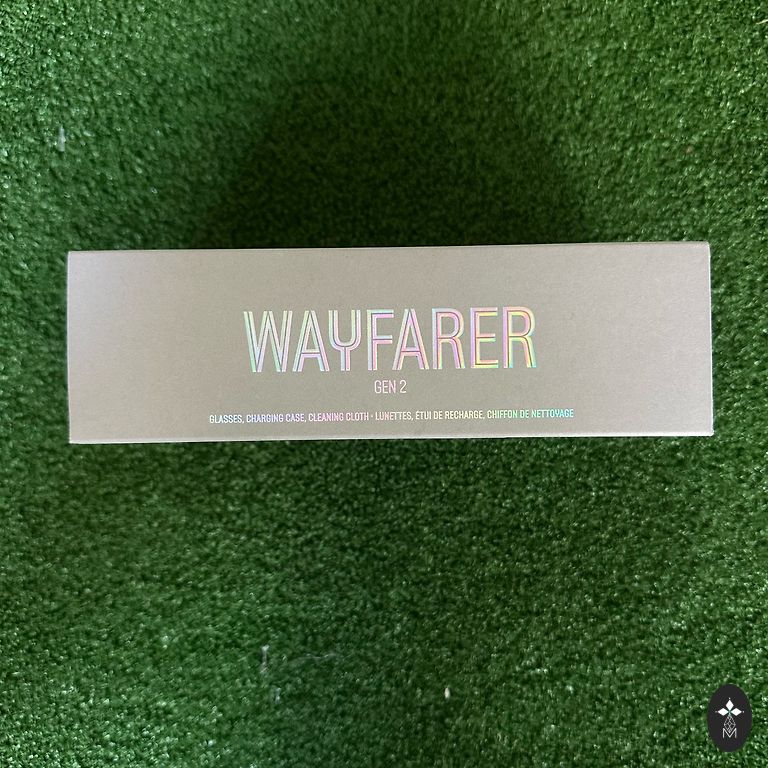 WAYFARER
GEN 2
GLASSES, CHARGING CASE, CLEANING CLOTH • LUNETTES, ÉTUI DE RECHARGE, CHIFFON DE NETTOYAGE
M